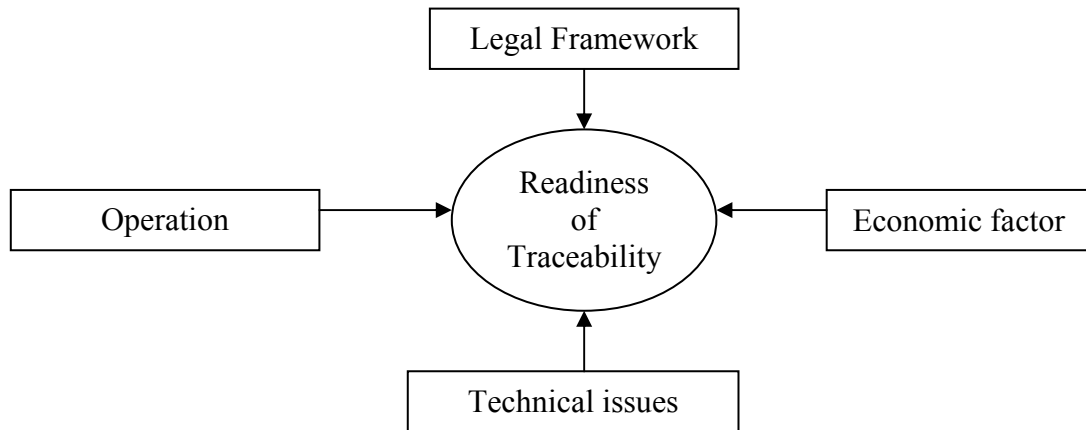 Legal Framework
Readiness
of
Traceability
Operation
Economic factor
Technical issues